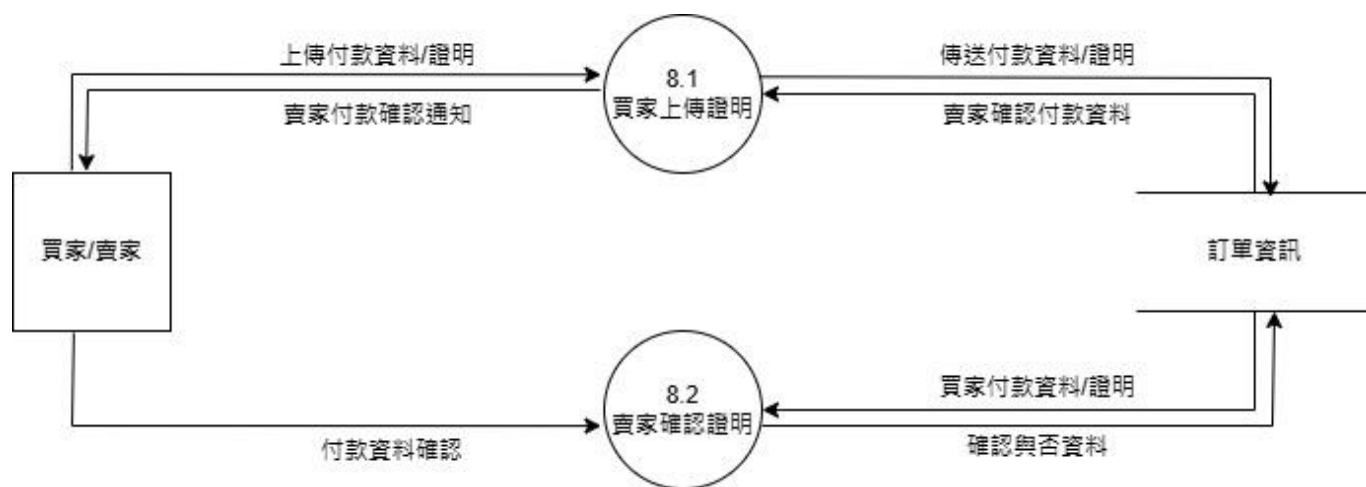 上傳付款資料/證明
賣家付款確認通知
8.1
買家上傳證明
傳送付款資料/證明
賣家確認付款資料
買家/賣家
訂單資訊
8.2
賣家確認證明
買家付款資料/證明
確認與否資料
付款資料確認